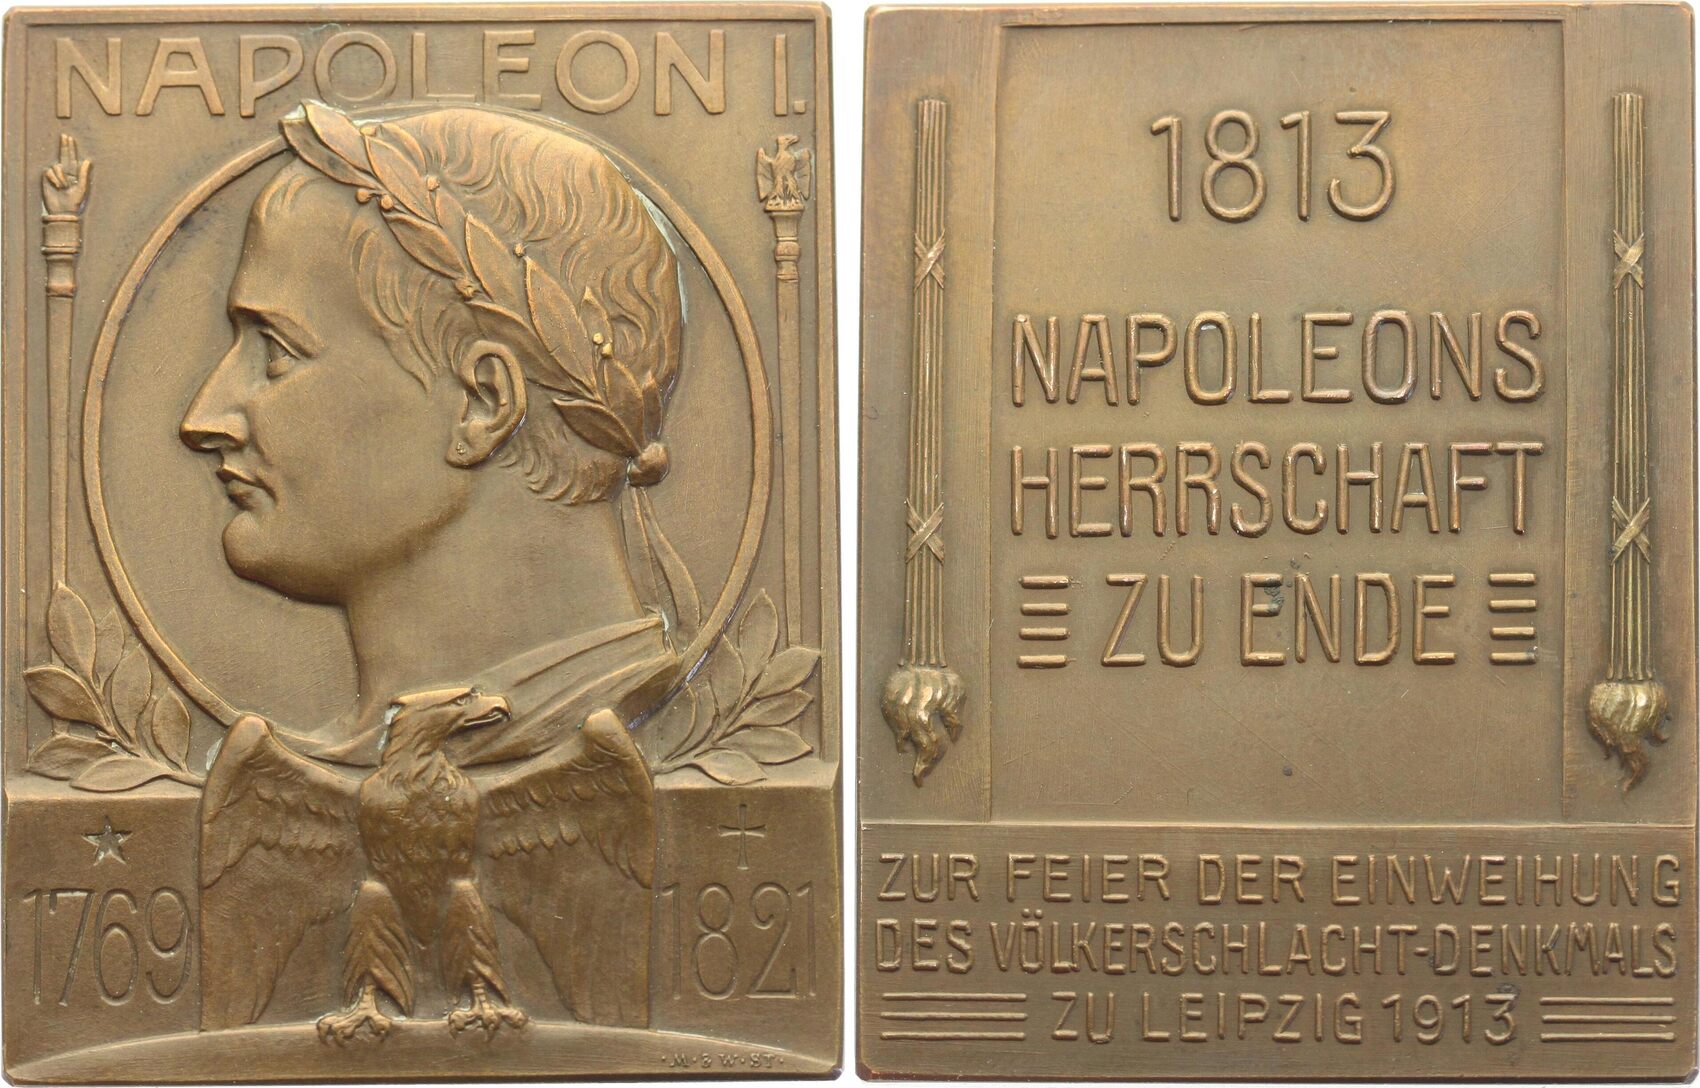 NAPOLEON I.
1769
1821
·M·&W·ST·
1813
NAPOLEONS
HERRSCHAFT
ZU ENDE
ZUR FEIER DER EINWEIHUNG
DES VÖLKERSCHLACHT-DENKMALS
ZU LEIPZIG 1913